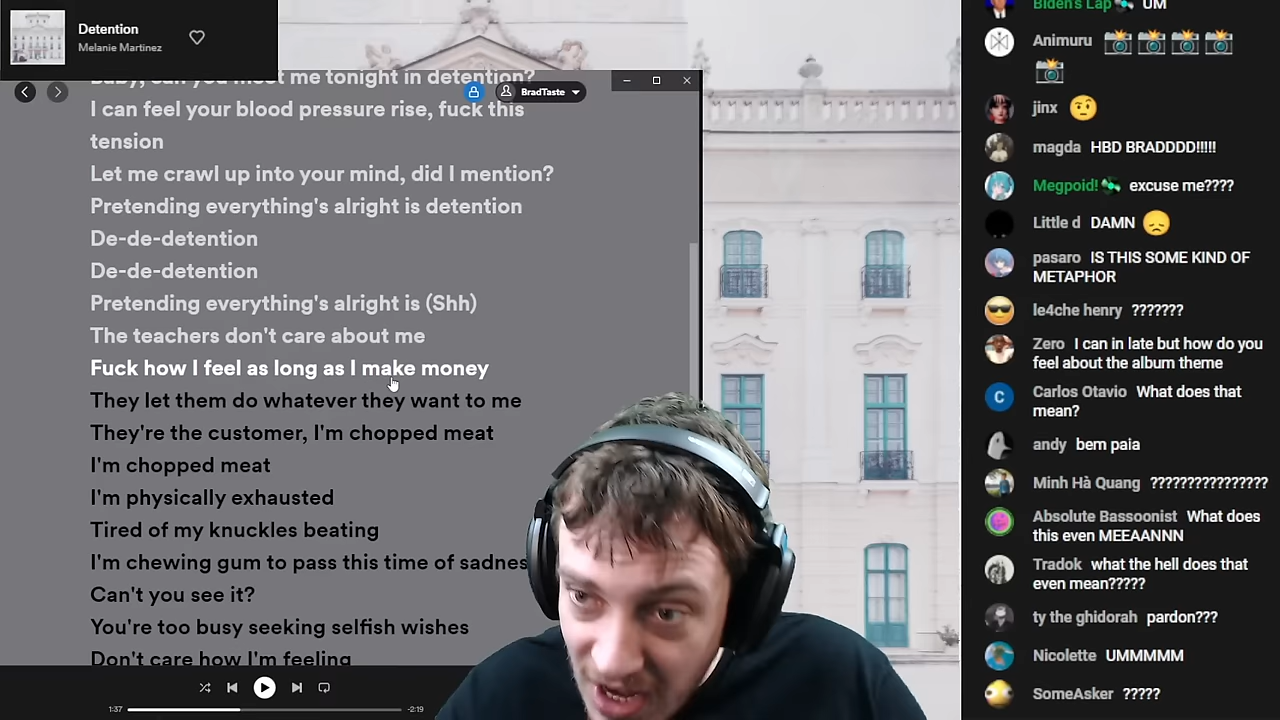 Detention
Melanie Martinez
Baby, can you meet me tonight in detention?
BradTaste
I can feel your blood pressure rise, fuck this
tension
Let me crawl up into your mind, did I mention?
Pretending everything's alright is detention
De-de-detention
De-de-detention
Pretending everything's alright is (Shh)
The teachers don't care about me
Fuck how I feel as long as I make money
They let them do whatever they want to me
They're the customer, I'm chopped meat
I'm chopped meat
I'm physically exhausted
Tired of my knuckles beating
I'm chewing gum to pass this time of sadnes
Can't you see it?
You're too busy seeking selfish wishes
Don't care how I'm feeling
1:37
-2:19
Biden's Lap UM
Animuru
jinx
magda HBD BRADDDD!!!!!
Megpoid! excuse me????
Little d DAMN
pasaro IS THIS SOME KIND OF
METAPHOR
le4che henry ???????
Zero I can in late but how do you
feel about the album theme
C
Carlos Otavio What does that
mean?
andy bem paia
Minh Hà Quang ????????????????
Absolute Bassoonist What does
this even MEEAANNN
Tradok what the hell does that
even mean?????
ty the ghidorah pardon???
Nicolette UMMMMM
SomeAsker ?????